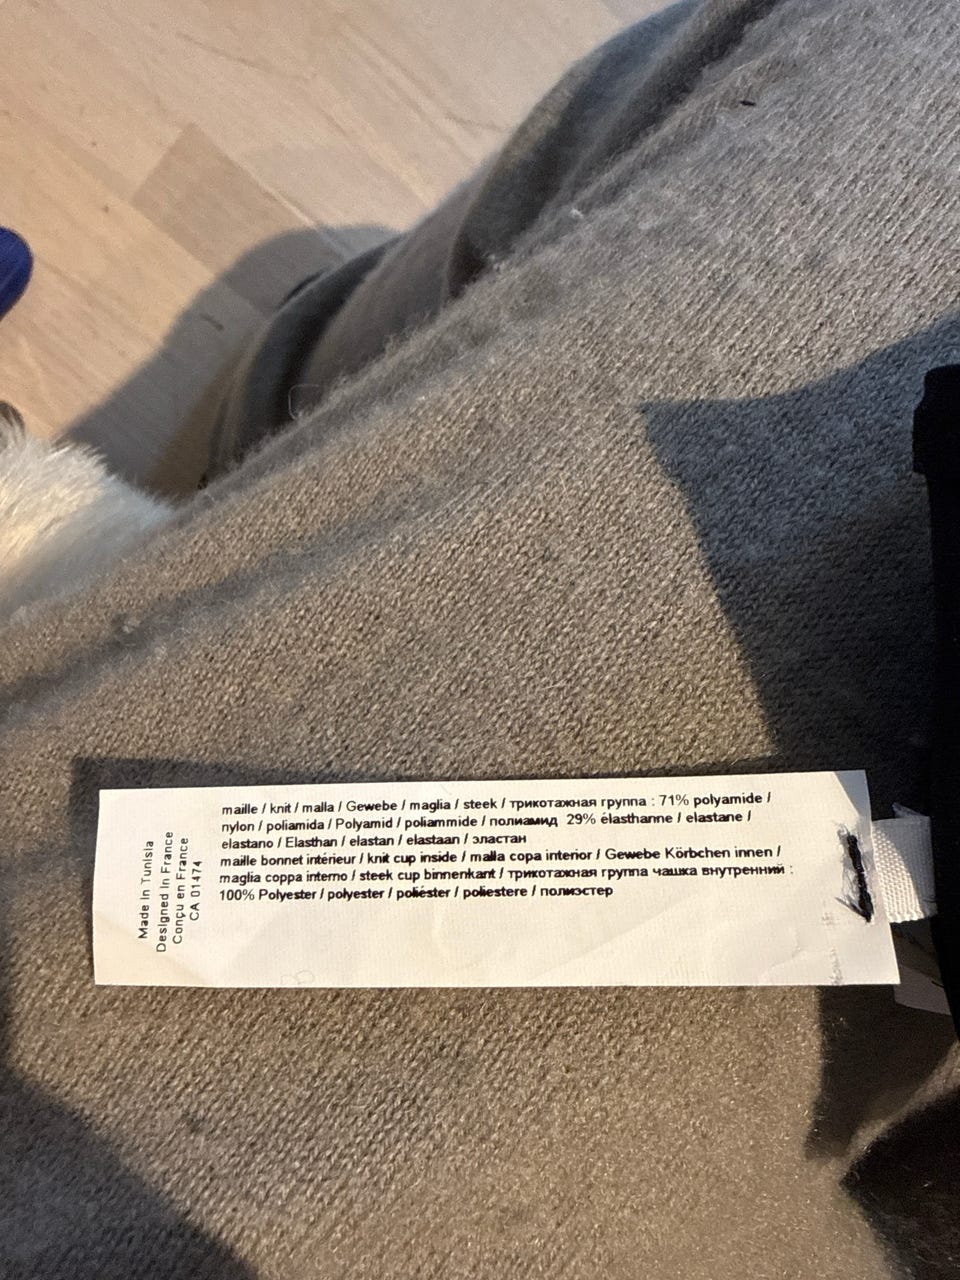 maille / knit / malla / Gewebe / maglia / steek / трикотажная группа : 71% polyamide /
nylon / poliamida / Polyamid / poliammide / полиамид 29% élasthanne / elastane /
elastano / Elasthan / elastan / elastaan / эластан
maille bonnet intérieur / knit cup inside / malla copa interior / Gewebe Körbchen innen /
maglia coppa interno / steek cup binnenkant / трикотажная группа чашка внутренний :
100% Polyester / polyester / poliéster / poliestere / полиэстер
Made In Tunisia
Designed In France
Conçu en France
CA 01474